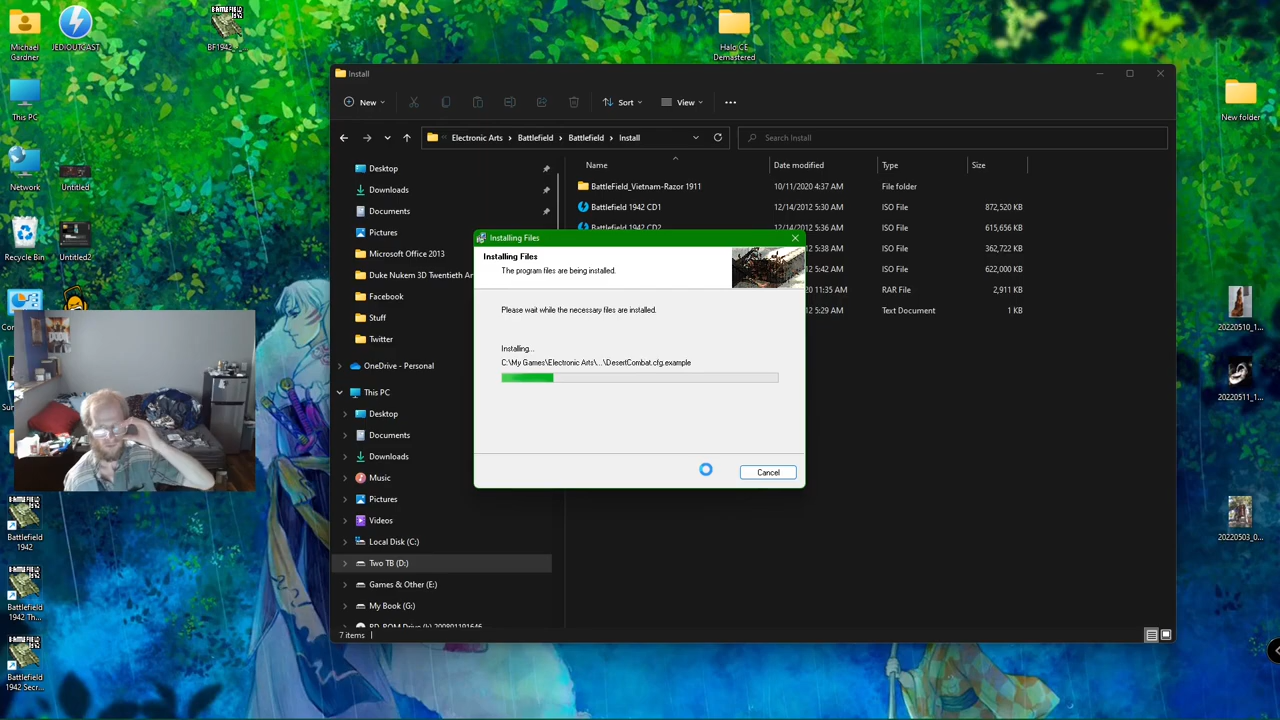 Michael
Gardner
JEDIOUTCAST
BF1942_-_...
Halo CE
Demastered
This PC
Network
Untitled
Recycle Bin
Untitled2
Battlefield
1942
Battlefield
1942 Th...
Battlefield
1942 Secr...
Install
New
Sort
View
Electronic Arts
Battlefield
Battlefield
Install
Search Install
Desktop
Downloads
Documents
Pictures
Microsoft Office 2013
Duke Nukem 3D Twentieth An
Facebook
Stuff
Twitter
OneDrive - Personal
This PC
Desktop
Documents
Downloads
Music
Pictures
Videos
Local Disk (C:)
Two TB (D:)
Games & Other (E:)
My Book (G:)
7 items
Name Date modified Type Size
BattleField_Vietnam-Razor 1911 10/11/2020 4:37 AM File folder
Battlefield 1942 CD1 12/14/2012 5:30 AM ISO File 872,520 KB
Battlefield 1942 CD2 12/14/2012 5:36 AM ISO File 615,656 KB
5:38 AM ISO File 362,722 KB
5:42 AM ISO File 622,000 KB
11:35 AM RAR File 2,911 KB
5:29 AM Text Document 1 KB
Installing Files
Installing Files
The program files are being installed.
Please wait while the necessary files are installed.
Installing...
C:\My Games\Electronic Arts\...\DesertCombat.cfg.example
Cancel
New folder
20220510_1...
20220511_1...
20220503_0...